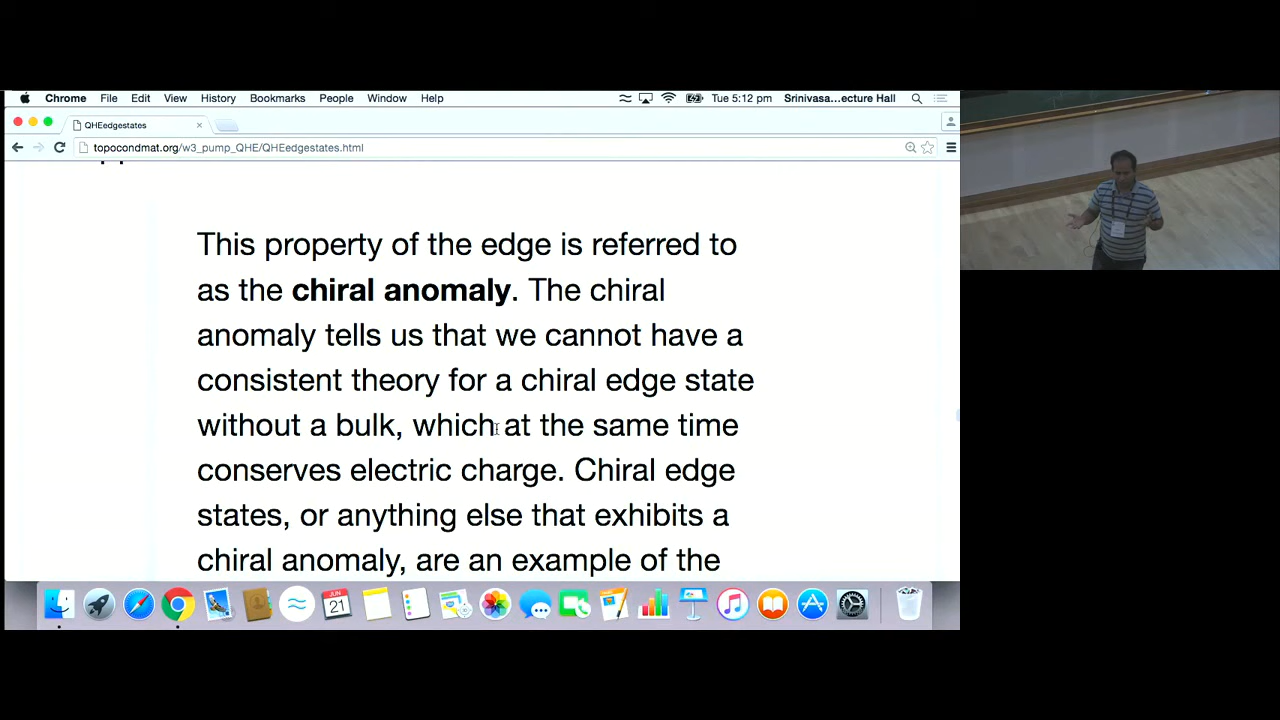 Chrome File Edit View History Bookmarks People Window Help Tue 5:12 pm Srinivasa...ecture Hall
QHEedgestates
topocondmat.org/w3_pump_QHE/QHEedgestates.html
This property of the edge is referred to
as the chiral anomaly. The chiral
anomaly tells us that we cannot have a
consistent theory for a chiral edge state
without a bulk, which at the same time
conserves electric charge. Chiral edge
states, or anything else that exhibits a
chiral anomaly, are an example of the
JUN
21